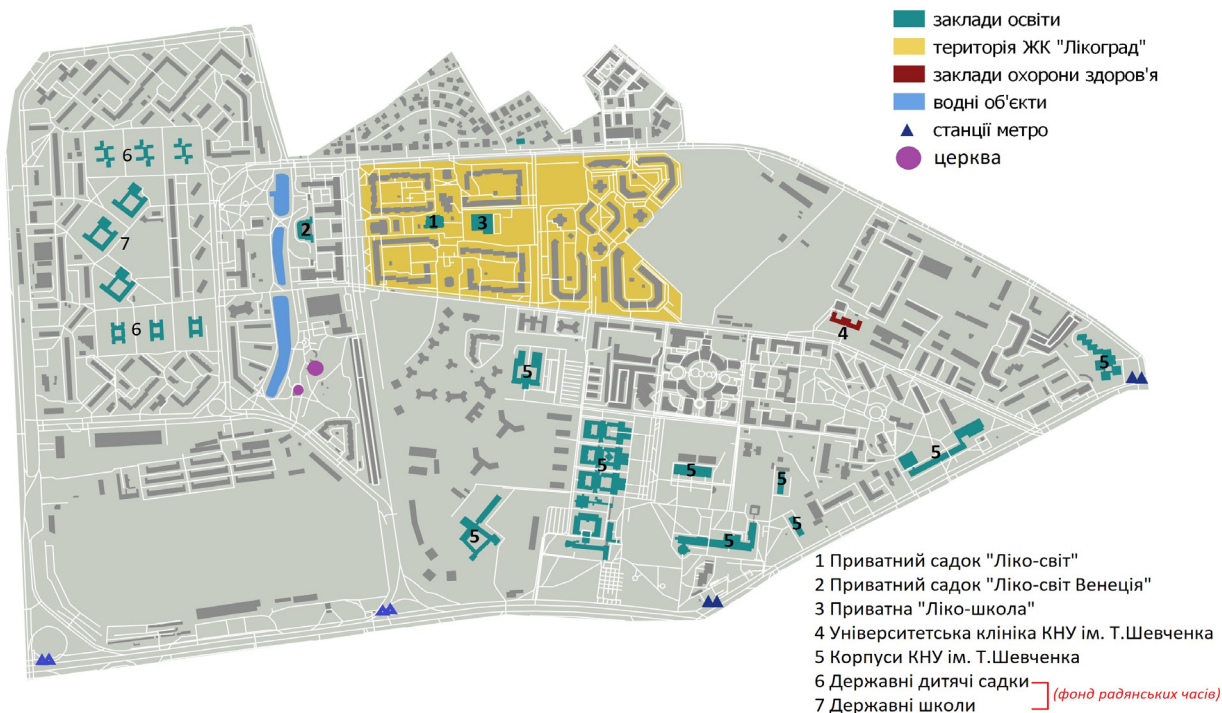 заклади освіти
територія ЖК "Лікоград"
заклади охорони здоров'я
водні об'єкти
станції метро
церква
6
7
6
2
1
3
4
5
5
5
5
5
5
5
5
5
1 Приватний садок "Ліко-світ"
2 Приватний садок "Ліко-світ Венеція"
3 Приватна "Ліко-школа"
4 Університетська клініка КНУ ім. Т.Шевченка
5 Корпуси КНУ ім. Т.Шевченка
6 Державні дитячі садки
(фонд радянських часів)
7 Державні школи